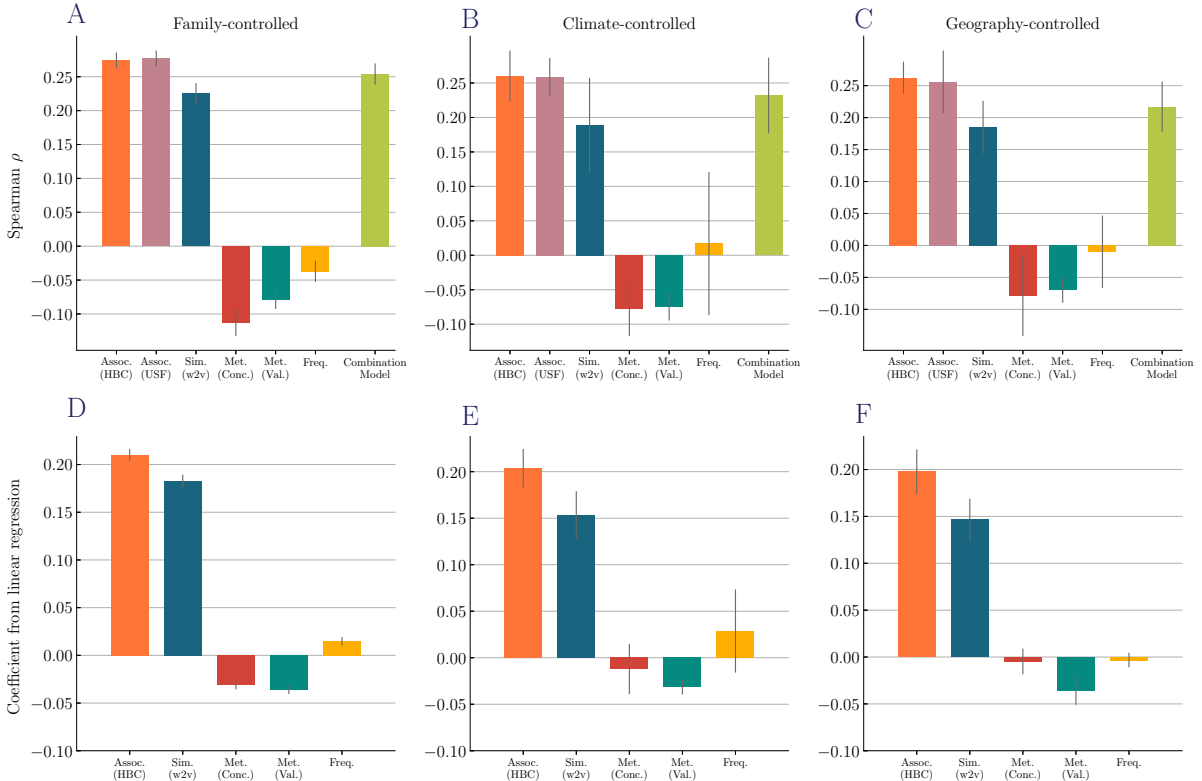 A
Family-controlled
Spearman ρ
0.25
0.20
0.15
0.10
0.05
0.00
−0.05
−0.10
Assoc. Assoc. Sim. Met. Met. Freq. Combination
(HBC) (USF) (w2v) (Conc.) (Val.) Model
B
Climate-controlled
0.25
0.20
0.15
0.10
0.05
0.00
−0.05
−0.10
Assoc. Assoc. Sim. Met. Met. Freq. Combination
(HBC) (USF) (w2v) (Conc.) (Val.) Model
C
Geography-controlled
0.25
0.20
0.15
0.10
0.05
0.00
−0.05
−0.10
Assoc. Assoc. Sim. Met. Met. Freq. Combination
(HBC) (USF) (w2v) (Conc.) (Val.) Model
D
Coefficient from linear regression
0.20
0.15
0.10
0.05
0.00
−0.05
−0.10
Assoc. Sim. Met. Met. Freq.
(HBC) (w2v) (Conc.) (Val.)
E
0.20
0.15
0.10
0.05
0.00
−0.05
−0.10
Assoc. Sim. Met. Met. Freq.
(HBC) (w2v) (Conc.) (Val.)
F
0.20
0.15
0.10
0.05
0.00
−0.05
−0.10
Assoc. Sim. Met. Met. Freq.
(HBC) (w2v) (Conc.) (Val.)